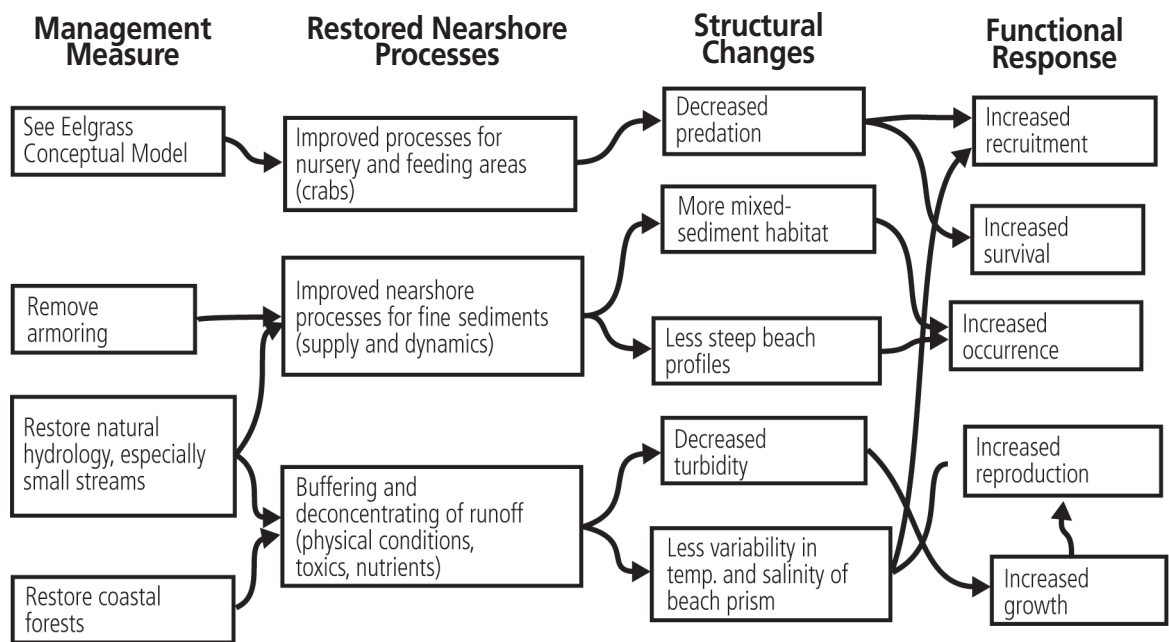 Management
Measure
Restored Nearshore
Processes
Structural
Changes
Functional
Response
See Eelgrass
Conceptual Model
Remove
armoring
Restore natural
hydrology, especially
small streams
Restore coastal
forests
Improved processes for
nursery and feeding areas
(crabs)
Improved nearshore
processes for fine sediments
(supply and dynamics)
Buffering and
deconcentrating of runoff
(physical conditions,
toxics, nutrients)
Decreased
predation
More mixed-
sediment habitat
Less steep beach
profiles
Decreased
turbidity
Less variability in
temp. and salinity of
beach prism
Increased
recruitment
Increased
survival
Increased
occurrence
Increased
reproduction
Increased
growth